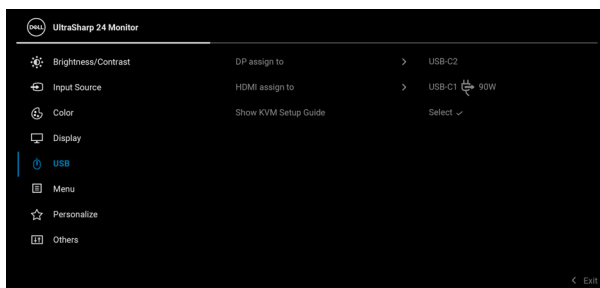 DELL UltraSharp 24 Monitor
Brightness/Contrast DP assign to > USB-C2
Input Source HDMI assign to > USB-C1 90W
Color Show KVM Setup Guide Select ✓
Display
USB
Menu
Personalize
Others
< Exit